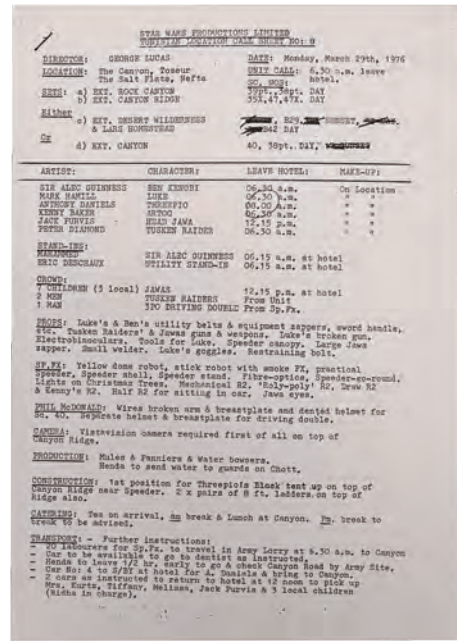 STAR WARS PRODUCTIONS LIMITED
TUNISIAN LOCATION CALL SHEET NO: 8
DIRECTOR: GEORGE LUCAS DATE: Monday, March 29th, 1976
LOCATION: The Canyon, Tozeur UNIT CALL: 6.30 a.m. leave
The Salt Flats, Nefta hotel.
SC. NOS:
SETS: a) EXT. ROCK CANYON 39pt., 38pt. DAY
b) EXT. CANYON RIDGE 35X, 47, 47X. DAY
Either
c) EXT. DESERT WILDERNESS B29, SUNSET,
& LARS HOMESTEAD B42 DAY
Or
d) EXT. CANYON 40, 38pt. DAY,
ARTIST: CHARACTER: LEAVE HOTEL: MAKE-UP:
SIR ALEC GUINNESS BEN KENOBI 06.30 a.m. On Location
MARK HAMILL LUKE 06.30 a.m. " "
ANTHONY DANIELS THREEPIO 08.00 a.m. " "
KENNY BAKER ARTOO 06.30 a.m. " "
JACK PURVIS HEAD JAWA 12.15 p.m. " "
PETER DIAMOND TUSKEN RAIDER 06.30 a.m. " "
STAND-INS:
MAHAMMED SIR ALEC GUINNESS 06.15 a.m. at hotel
ERIC DESCHAUX UTILITY STAND-IN 06.15 a.m. at hotel
CROWD:
7 CHILDREN (3 local) JAWAS 12.15 p.m. at hotel
2 MEN TUSKEN RAIDERS From Unit
1 MAN 3PO DRIVING DOUBLE From Sp.Fx.
PROPS: Luke's & Ben's utility belts & equipment zappers, sword handle,
etc. Tusken Raiders' & Jawas guns & weapons. Luke's broken gun.
Electrobinoculars. Tools for Luke. Speeder canopy. Large Jawa
zapper. Small welder. Luke's goggles. Restraining bolt.
SP.FX: Yellow dome robot, stick robot with smoke FX, practical
speeder, Speeder shell, Speeder stand. Fibre-optics, Speeder-go-round.
Lights on Christmas Trees. Mechanical R2, 'Roly-poly' R2, Draw R2
& Kenny's R2. Half R2 for sitting in car. Jawa eyes.
PHIL McDONALD: Wires broken arm & breastplate and dented helmet for
Sc. 40. Separate helmet & breastplate for driving double.
CAMERA: Vistavision camera required first of all on top of
Canyon Ridge.
PRODUCTION: Mules & Panniers & Water bowsers.
Henda to send water to guards on Chott.
CONSTRUCTION: 1st position for Threepio's Black tent up on top of
Canyon Ridge near Speeder. 2 x pairs of 8 ft. ladders on top of
Ridge also.
CATERING: Tea on arrival, am break & Lunch at Canyon. Pm. break to
be advised.
TRANSPORT: - Further instructions:
- 20 labourers for Sp.Fx. to travel in Army Lorry at 6.30 a.m. to Canyon
- Car to be available to go to dentist as instructed.
- Henda to leave 1/2 hr. early to go & check Canyon Road by Army Site.
- Car No: 4 to S/BY at hotel for A. Daniels & bring to Canyon.
- 2 cars as instructed to return to hotel at 12 noon to pick up
Mrs. Kurtz, Tiffany, Melissa, Jack Purvis & 3 local children
(Ridha in charge).